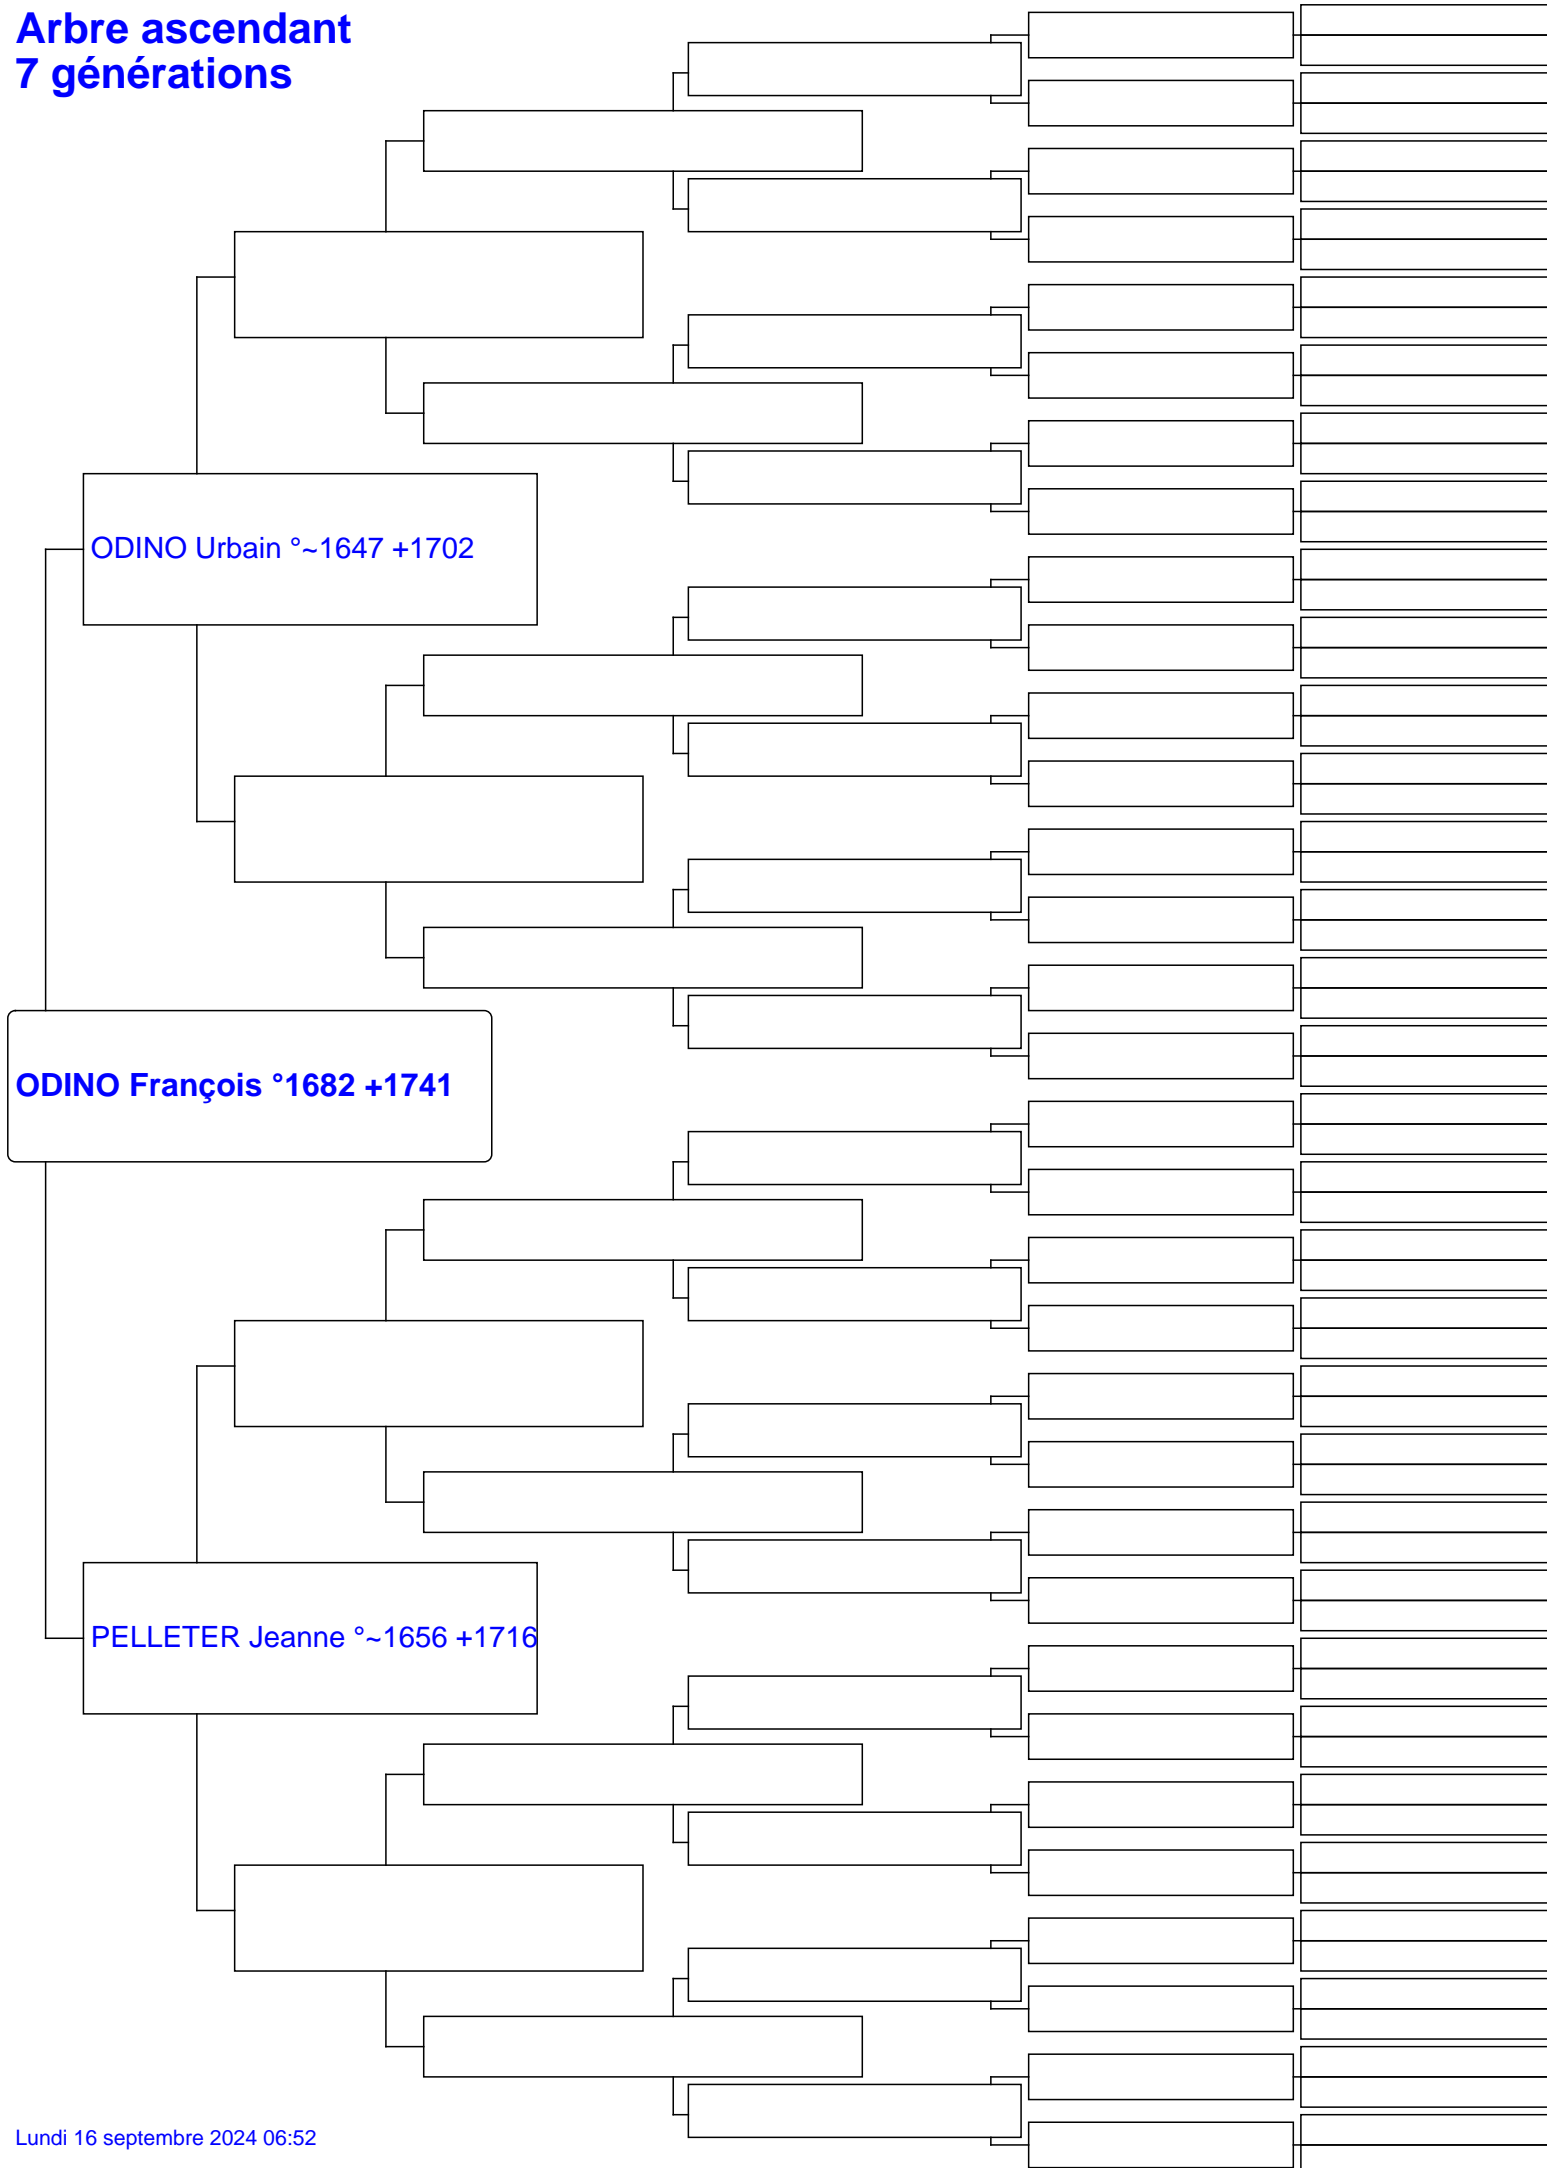 Arbre ascendant
7 générations
ODINO Urbain °~1647 +1702
ODINO François °1682 +1741
PELLETER Jeanne °~1656 +1716
Lundi 16 septembre 2024 06:52